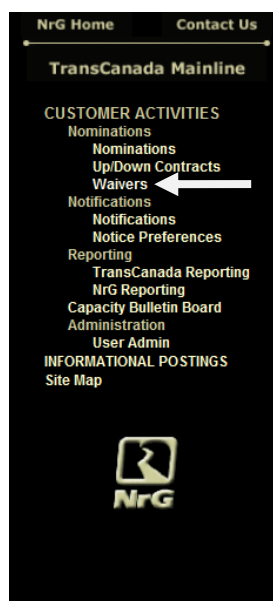 NrG Home Contact Us
TransCanada Mainline
CUSTOMER ACTIVITIES
Nominations
Nominations
Up/Down Contracts
Waivers
Notifications
Notifications
Notice Preferences
Reporting
TransCanada Reporting
NrG Reporting
Capacity Bulletin Board
Administration
User Admin
INFORMATIONAL POSTINGS
Site Map
NrG